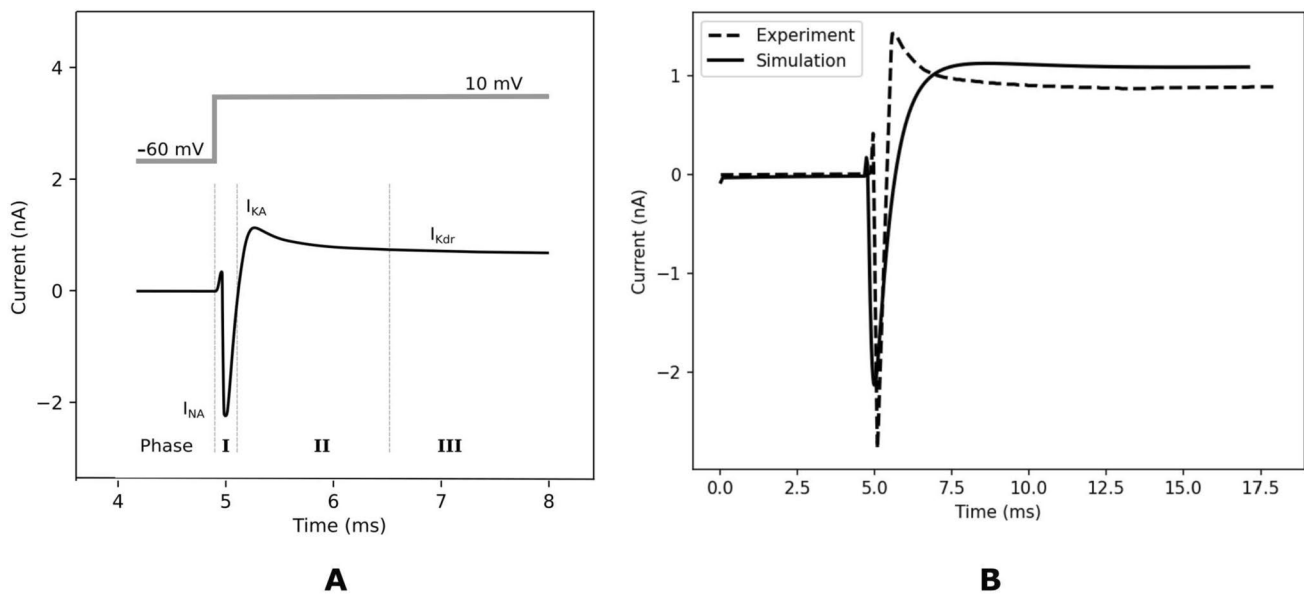 4
2
0
−2
Current (nA)
10 mV
–60 mV
I_KA
I_Kdr
I_NA
Phase I II III
4 5 6 7 8
Time (ms)
A
Experiment
Simulation
1
0
−1
−2
Current (nA)
0.0 2.5 5.0 7.5 10.0 12.5 15.0 17.5
Time (ms)
B